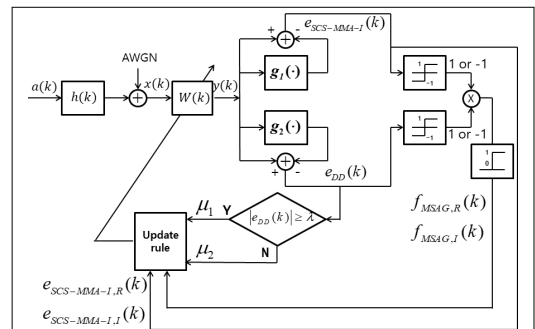 e_{SCS-MMA-I}(k)
+ -
AWGN
a(k) h(k) + x(k) W(k) y(k)
g_1(·)
g_2(·)
1
-1
1 or -1
1
-1
1 or -1
X
1
0
+ -
e_{DD}(k)
f_{MSAG,R}(k)
f_{MSAG,I}(k)
|e_{DD}(k)| ≥ λ
μ_1 Y
μ_2 N
Update
rule
e_{SCS-MMA-I,R}(k)
e_{SCS-MMA-I,I}(k)